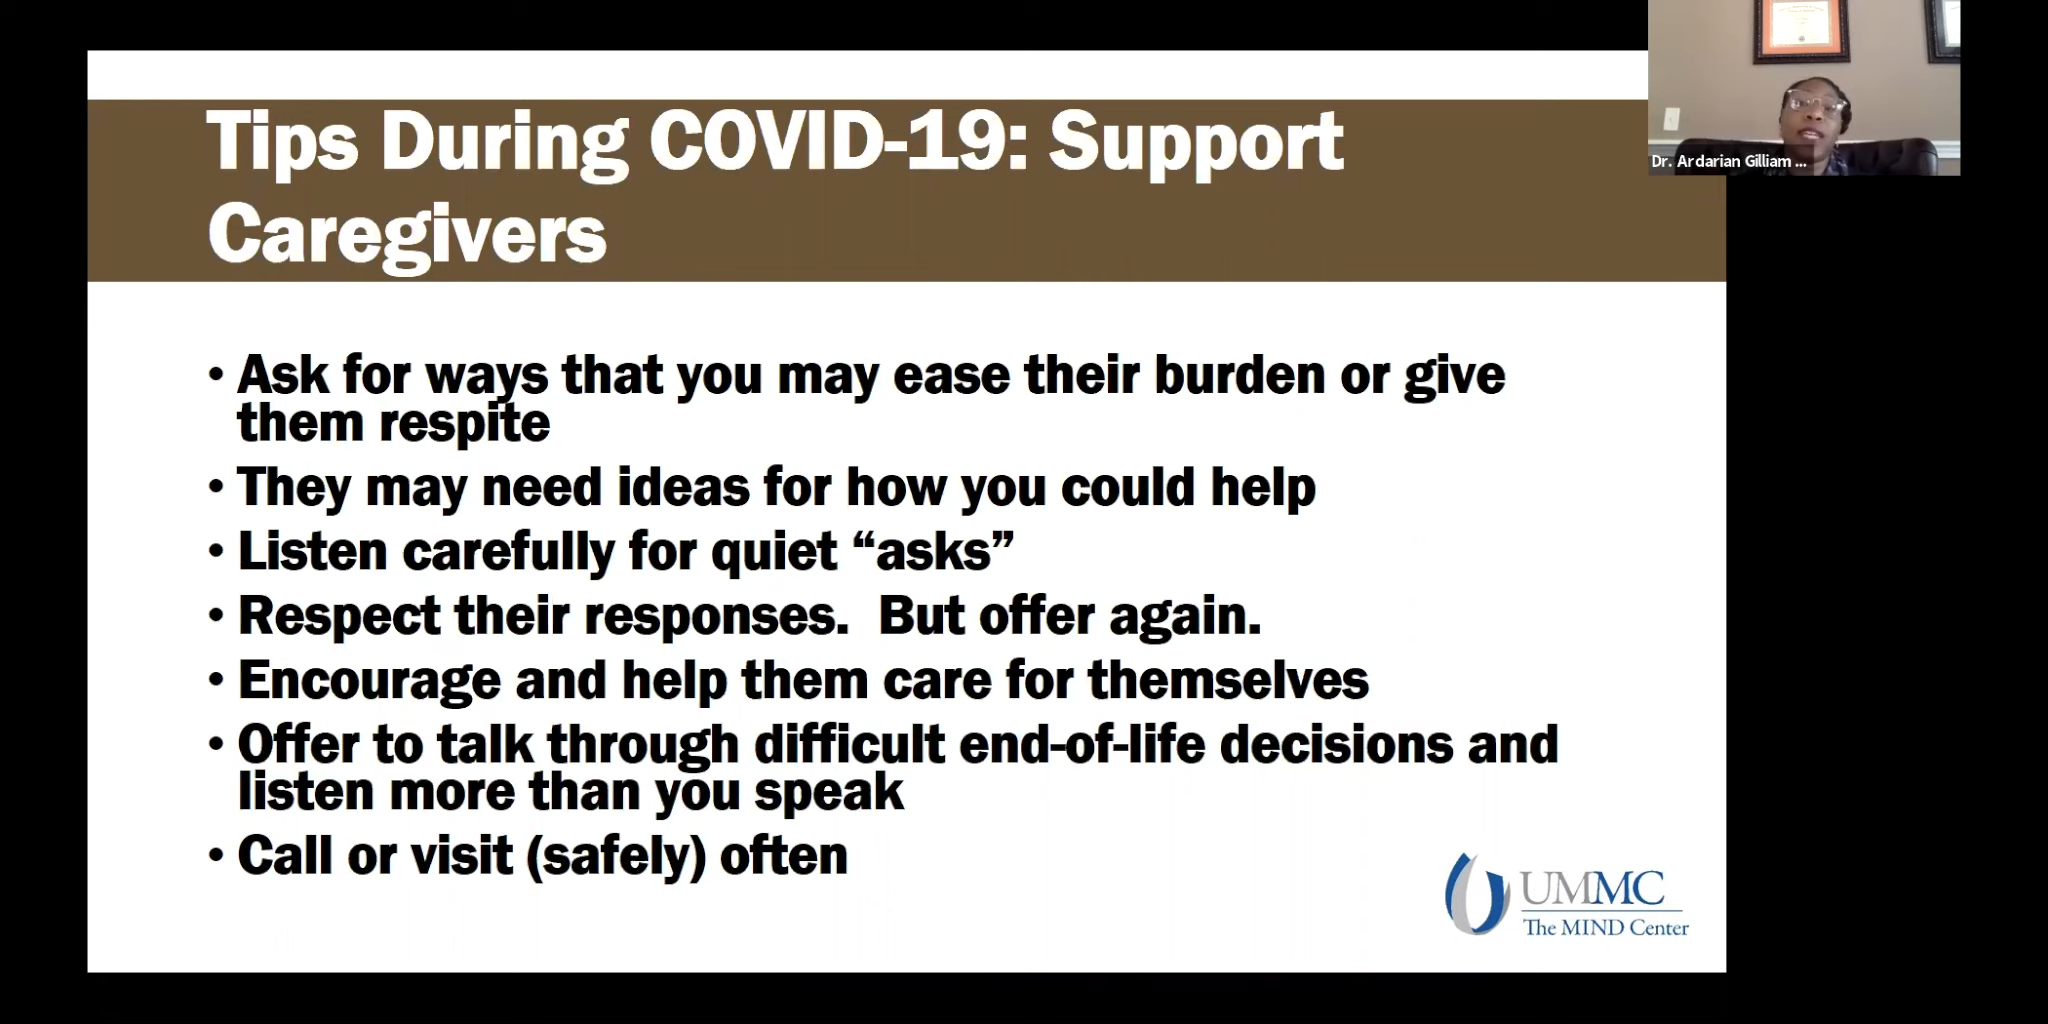 Tips During COVID-19: Support
Caregivers
• Ask for ways that you may ease their burden or give
them respite
• They may need ideas for how you could help
• Listen carefully for quiet “asks”
• Respect their responses.  But offer again.
• Encourage and help them care for themselves
• Offer to talk through difficult end-of-life decisions and
listen more than you speak
• Call or visit (safely) often
UMMC
The MIND Center
Dr. Ardarian Gilliam ...